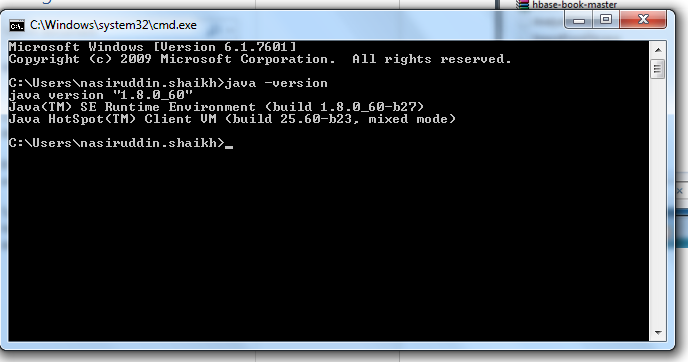 hbase-book-master
C:\Windows\system32\cmd.exe
Microsoft Windows [Version 6.1.7601]
Copyright (c) 2009 Microsoft Corporation.  All rights reserved.
C:\Users\nasiruddin.shaikh>java -version
java version "1.8.0_60"
Java(TM) SE Runtime Environment (build 1.8.0_60-b27)
Java HotSpot(TM) Client VM (build 25.60-b23, mixed mode)
C:\Users\nasiruddin.shaikh>_